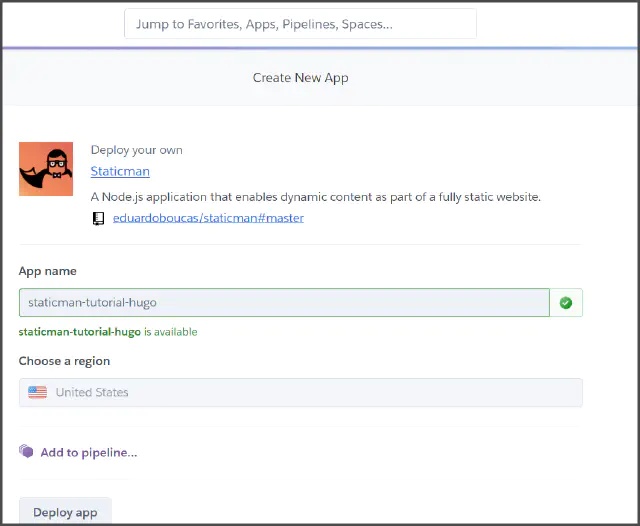 Jump to Favorites, Apps, Pipelines, Spaces...
Create New App
Deploy your own
Staticman
A Node.js application that enables dynamic content as part of a fully static website.
eduardoboucas/staticman#master
App name
staticman-tutorial-hugo
staticman-tutorial-hugo is available
Choose a region
United States
Add to pipeline...
Deploy app